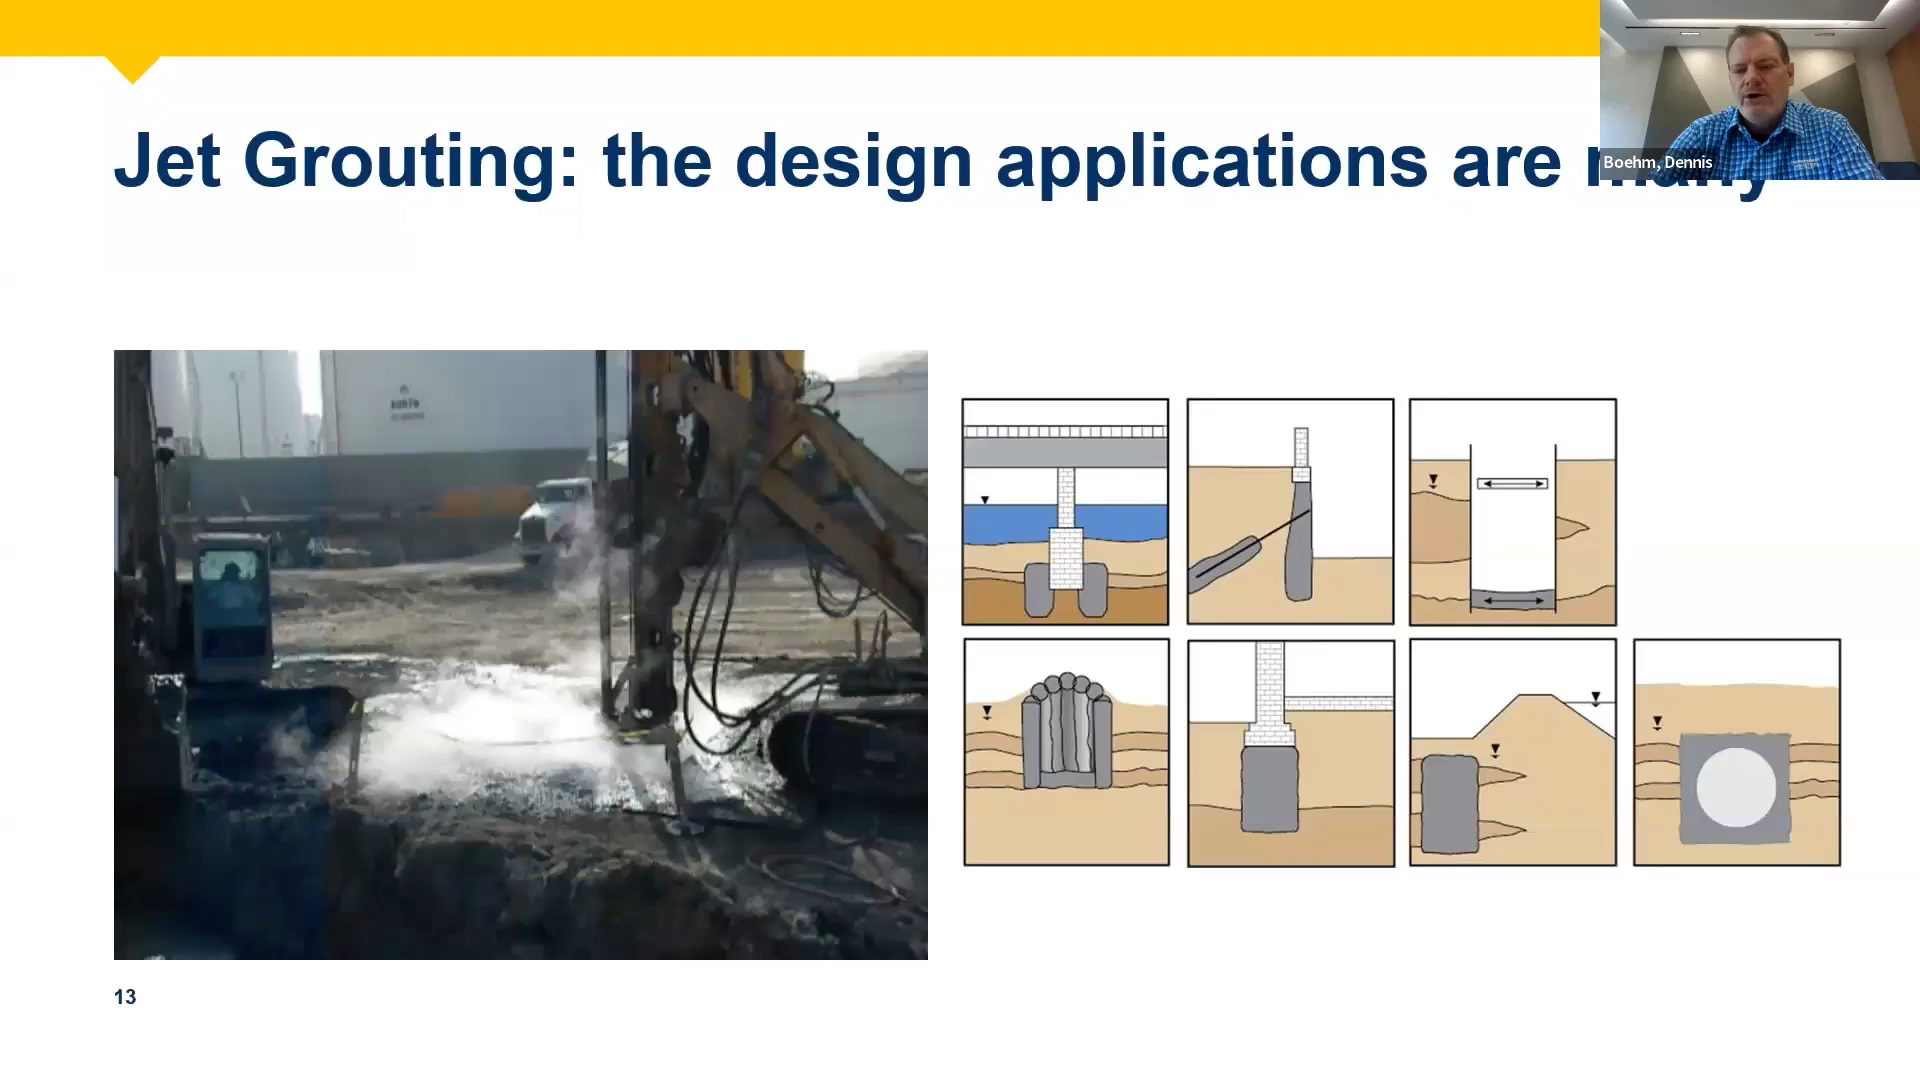 Jet Grouting: the design applications are many
Boehm, Dennis
13